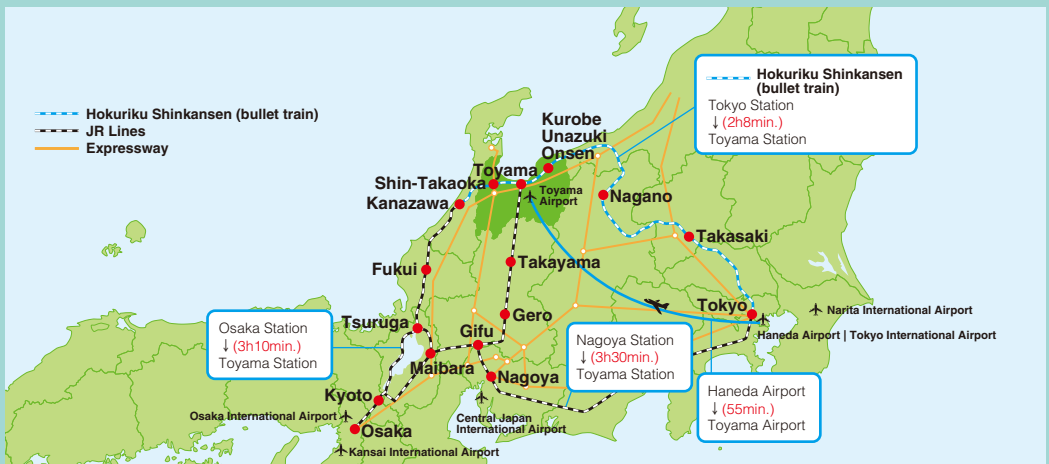 Hokuriku Shinkansen (bullet train)
JR Lines
Expressway
Hokuriku Shinkansen
(bullet train)
Tokyo Station
↓ (2h8min.)
Toyama Station
Kurobe
Unazuki
Onsen
Toyama
Shin-Takaoka
Kanazawa
Toyama
Airport
Nagano
Takasaki
Fukui
Takayama
Tokyo
Narita International Airport
Haneda Airport | Tokyo International Airport
Tsuruga
Gifu
Gero
Osaka Station
↓ (3h10min.)
Toyama Station
Maibara
Nagoya
Nagoya Station
↓ (3h30min.)
Toyama Station
Haneda Airport
↓ (55min.)
Toyama Airport
Kyoto
Osaka International Airport
Osaka
Central Japan
International Airport
Kansai International Airport